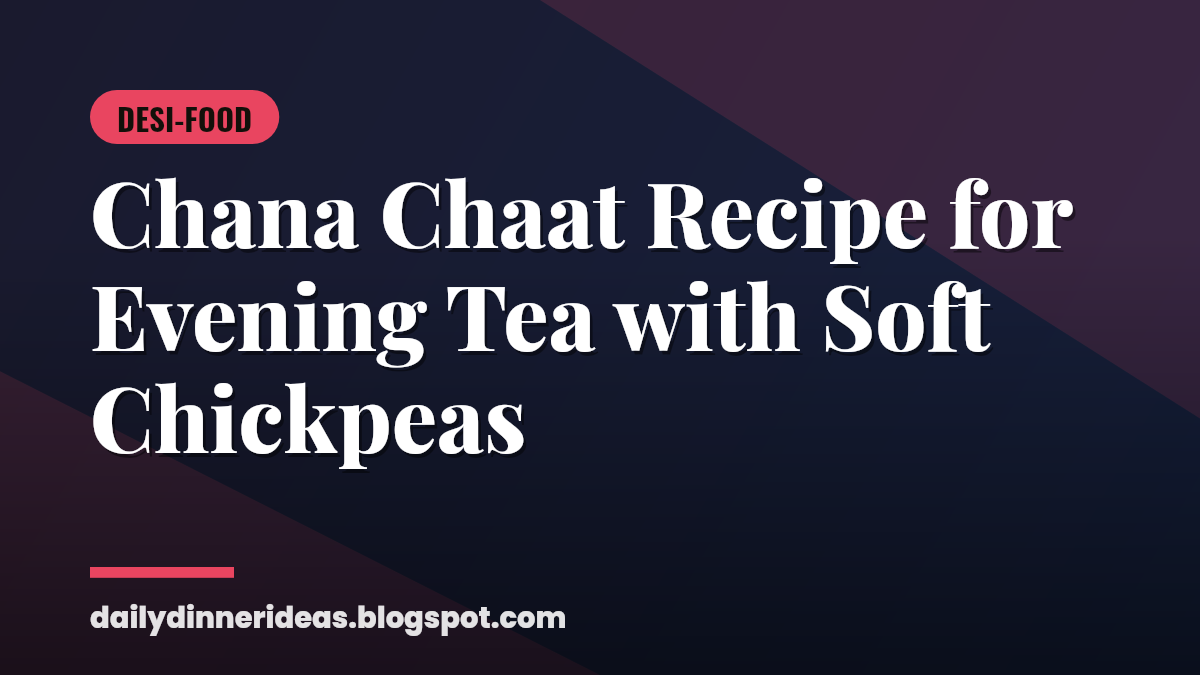 DESI-FOOD
Chana Chaat Recipe for
Evening Tea with Soft
Chickpeas
dailydinnerideas.blogspot.com